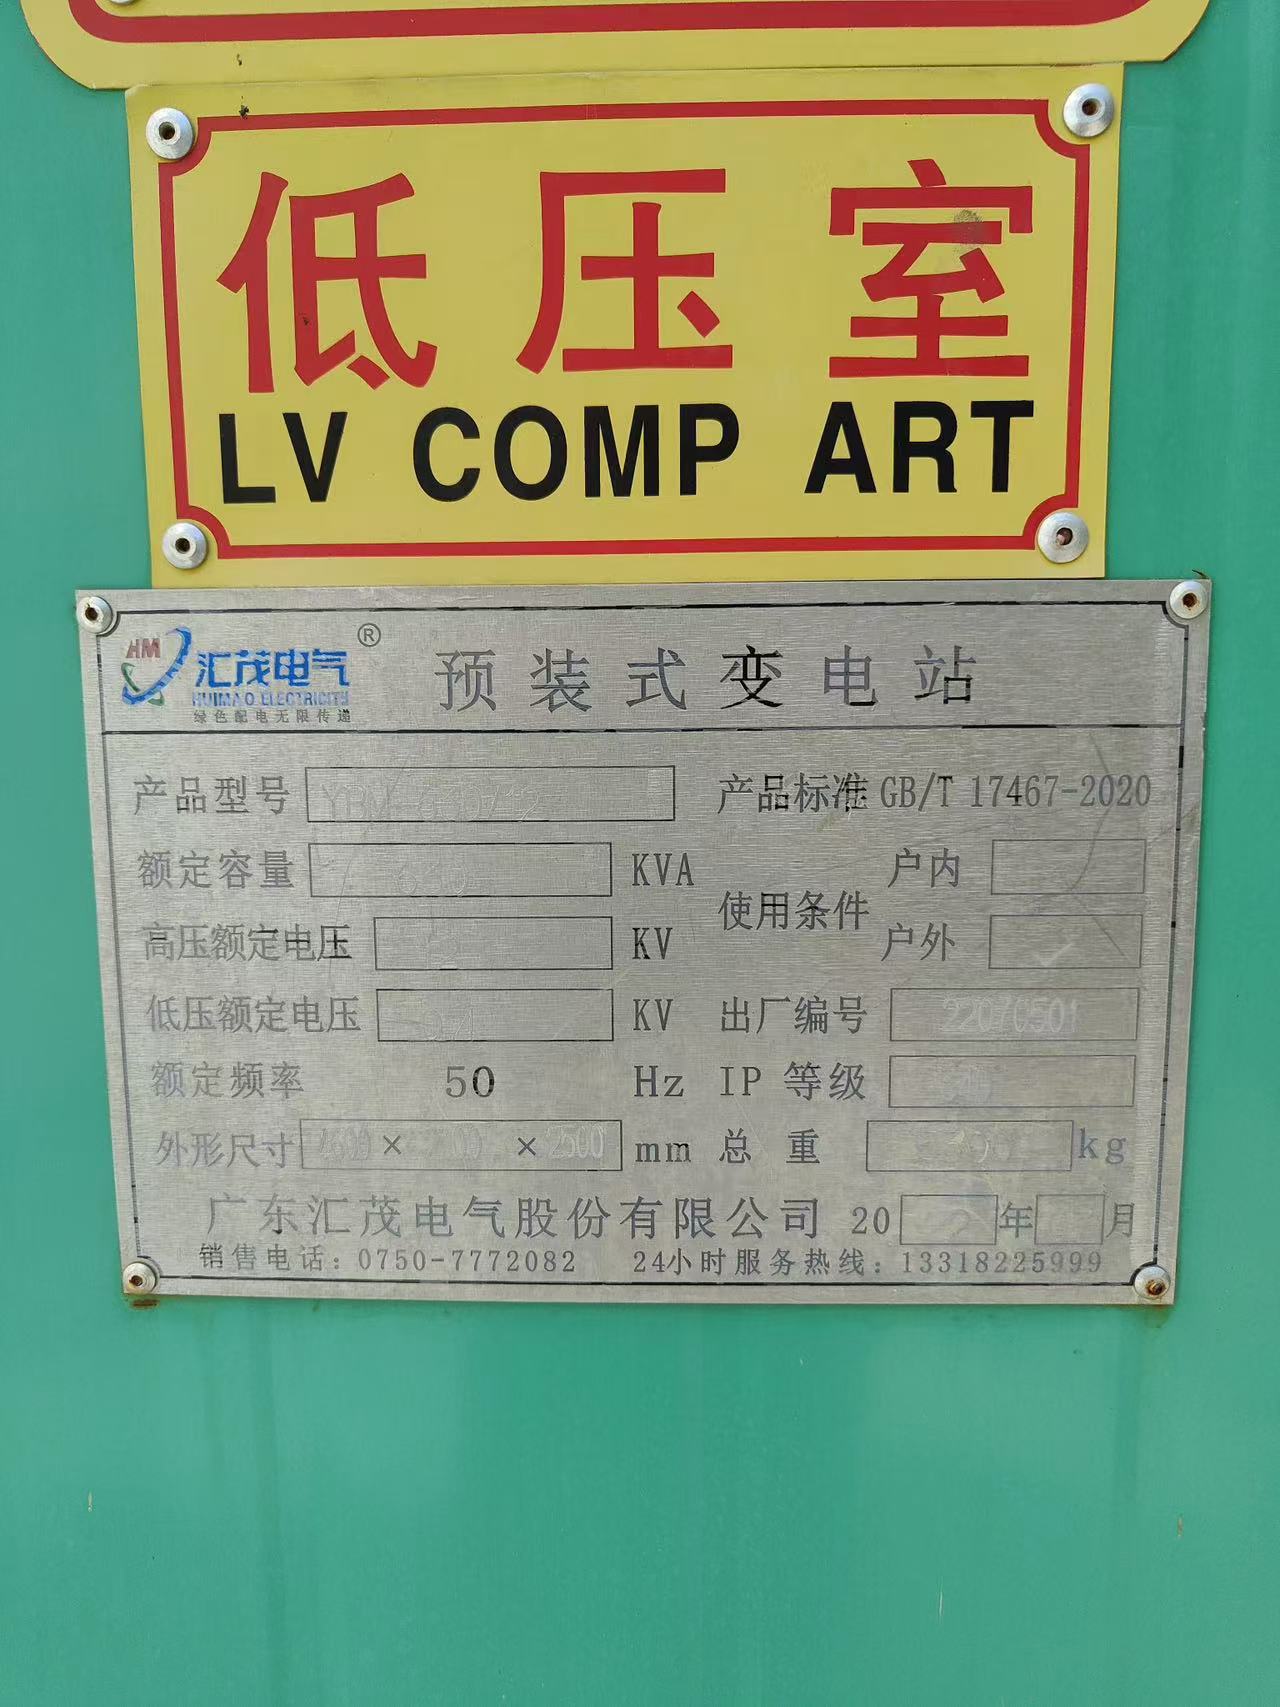 低压室
LV COMP ART
HM 汇茂电气 ®
HUIMAO ELECTRICITY
绿色配电无限传递
预装式变电站
产品型号 产品标准 GB/T 17467-2020
额定容量 KVA 户内
使用条件
高压额定电压 KV 户外 ✓
低压额定电压 KV 出厂编号 22070501
额定频率 50 Hz IP 等级
外形尺寸 × × 2500 mm 总重 kg
广东汇茂电气股份有限公司 20 年 月
销售电话：0750-7772082 24小时服务热线：13318225999